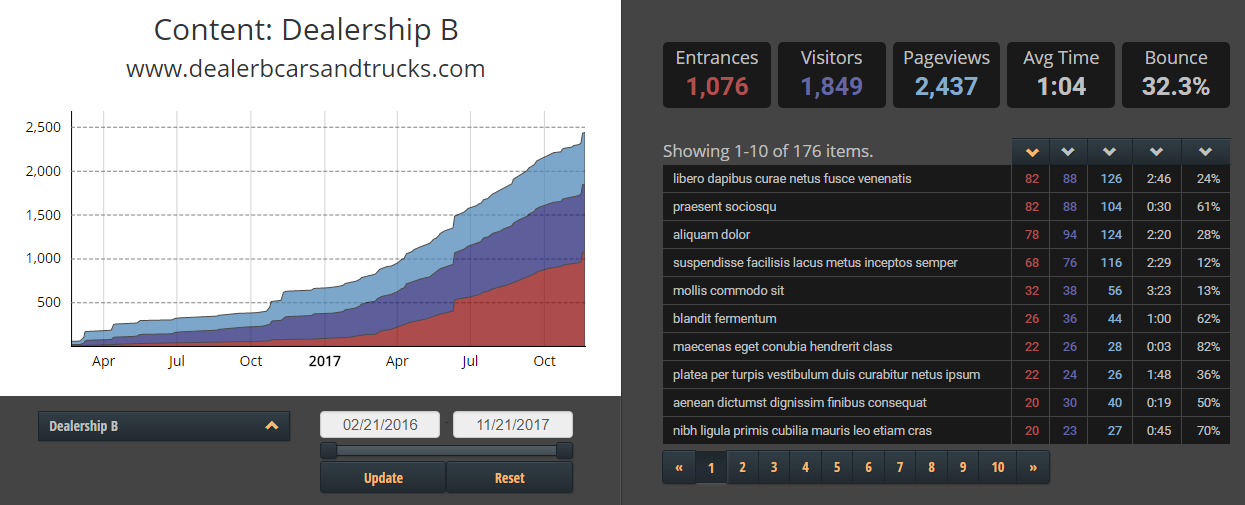 Content: Dealership B
www.dealerbcarsandtrucks.com
2,500
2,000
1,500
1,000
500
Apr Jul Oct 2017 Apr Jul Oct
Dealership B
02/21/2016 - 11/21/2017
Update Reset
Entrances Visitors Pageviews Avg Time Bounce
1,076 1,849 2,437 1:04 32.3%
Showing 1-10 of 176 items.
libero dapibus curae netus fusce venenatis 82 88 126 2:46 24%
praesent sociosqu 82 88 104 0:30 61%
aliquam dolor 78 94 124 2:20 28%
suspendisse facilisis lacus metus inceptos semper 68 76 116 2:29 12%
mollis commodo sit 32 38 56 3:23 13%
blandit fermentum 26 36 44 1:00 62%
maecenas eget conubia hendrerit class 22 26 28 0:03 82%
platea per turpis vestibulum duis curabitur netus ipsum 22 24 26 1:48 36%
aenean dictumst dignissim finibus consequat 20 30 40 0:19 50%
nibh ligula primis cubilia mauris leo etiam cras 20 23 27 0:45 70%
« 1 2 3 4 5 6 7 8 9 10 »